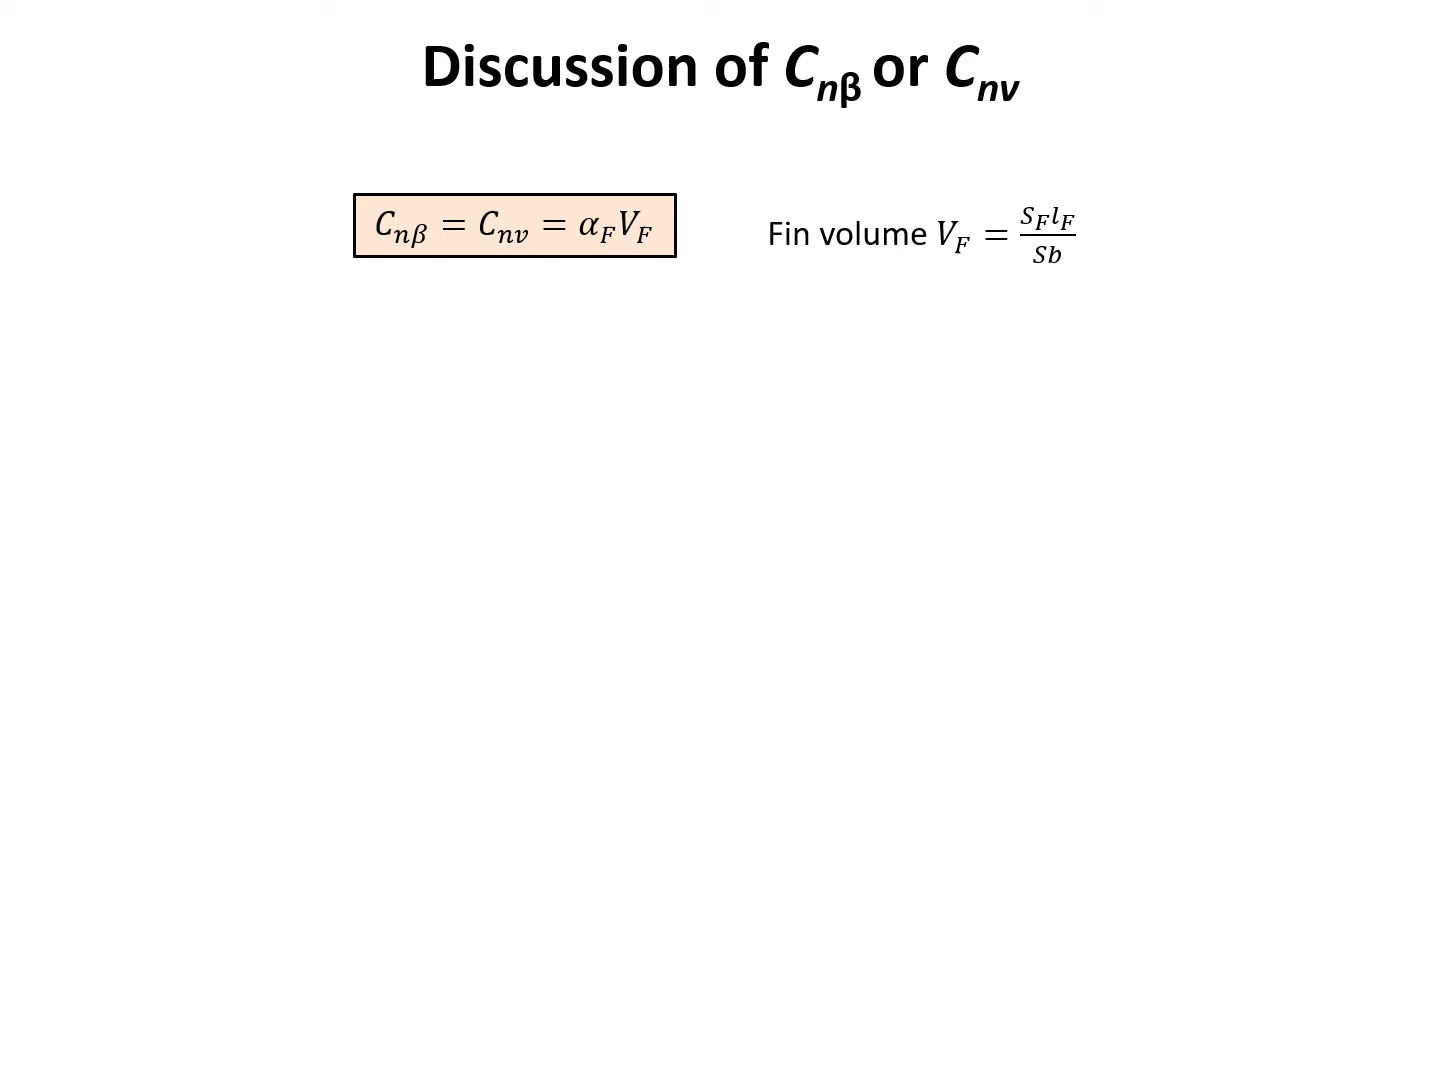 Discussion of Cnβ or Cnv
Cnβ = Cnv = αFVF
Fin volume VF = SFlF/Sb